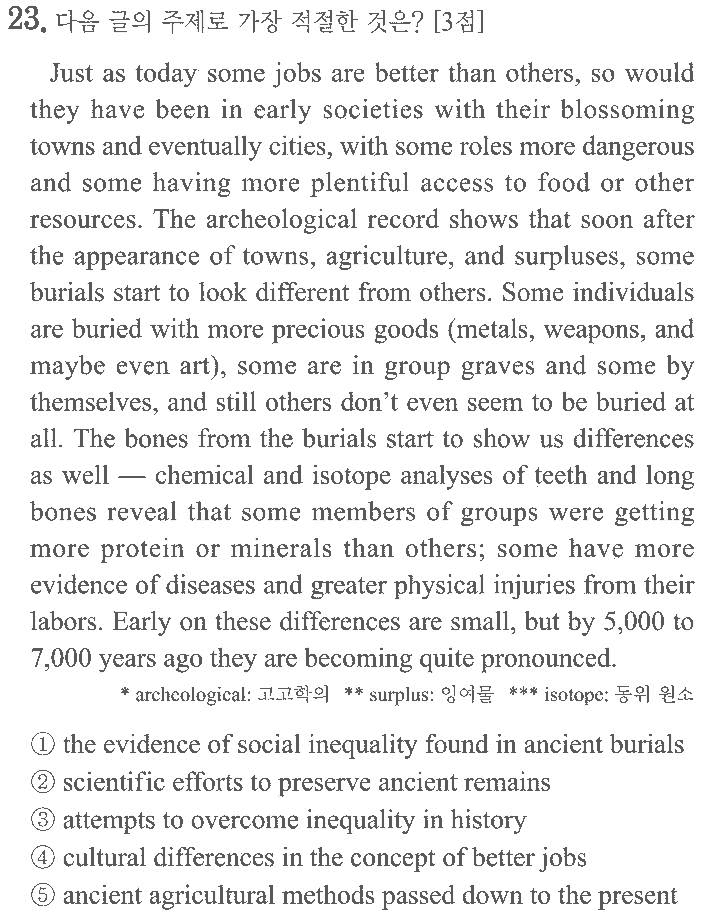 23. 다음 글의 주제로 가장 적절한 것은? [3점]
Just as today some jobs are better than others, so would
they have been in early societies with their blossoming
towns and eventually cities, with some roles more dangerous
and some having more plentiful access to food or other
resources. The archeological record shows that soon after
the appearance of towns, agriculture, and surpluses, some
burials start to look different from others. Some individuals
are buried with more precious goods (metals, weapons, and
maybe even art), some are in group graves and some by
themselves, and still others don't even seem to be buried at
all. The bones from the burials start to show us differences
as well — chemical and isotope analyses of teeth and long
bones reveal that some members of groups were getting
more protein or minerals than others; some have more
evidence of diseases and greater physical injuries from their
labors. Early on these differences are small, but by 5,000 to
7,000 years ago they are becoming quite pronounced.
* archeological: 고고학의 ** surplus: 잉여물 *** isotope: 동위 원소
① the evidence of social inequality found in ancient burials
② scientific efforts to preserve ancient remains
③ attempts to overcome inequality in history
④ cultural differences in the concept of better jobs
⑤ ancient agricultural methods passed down to the present